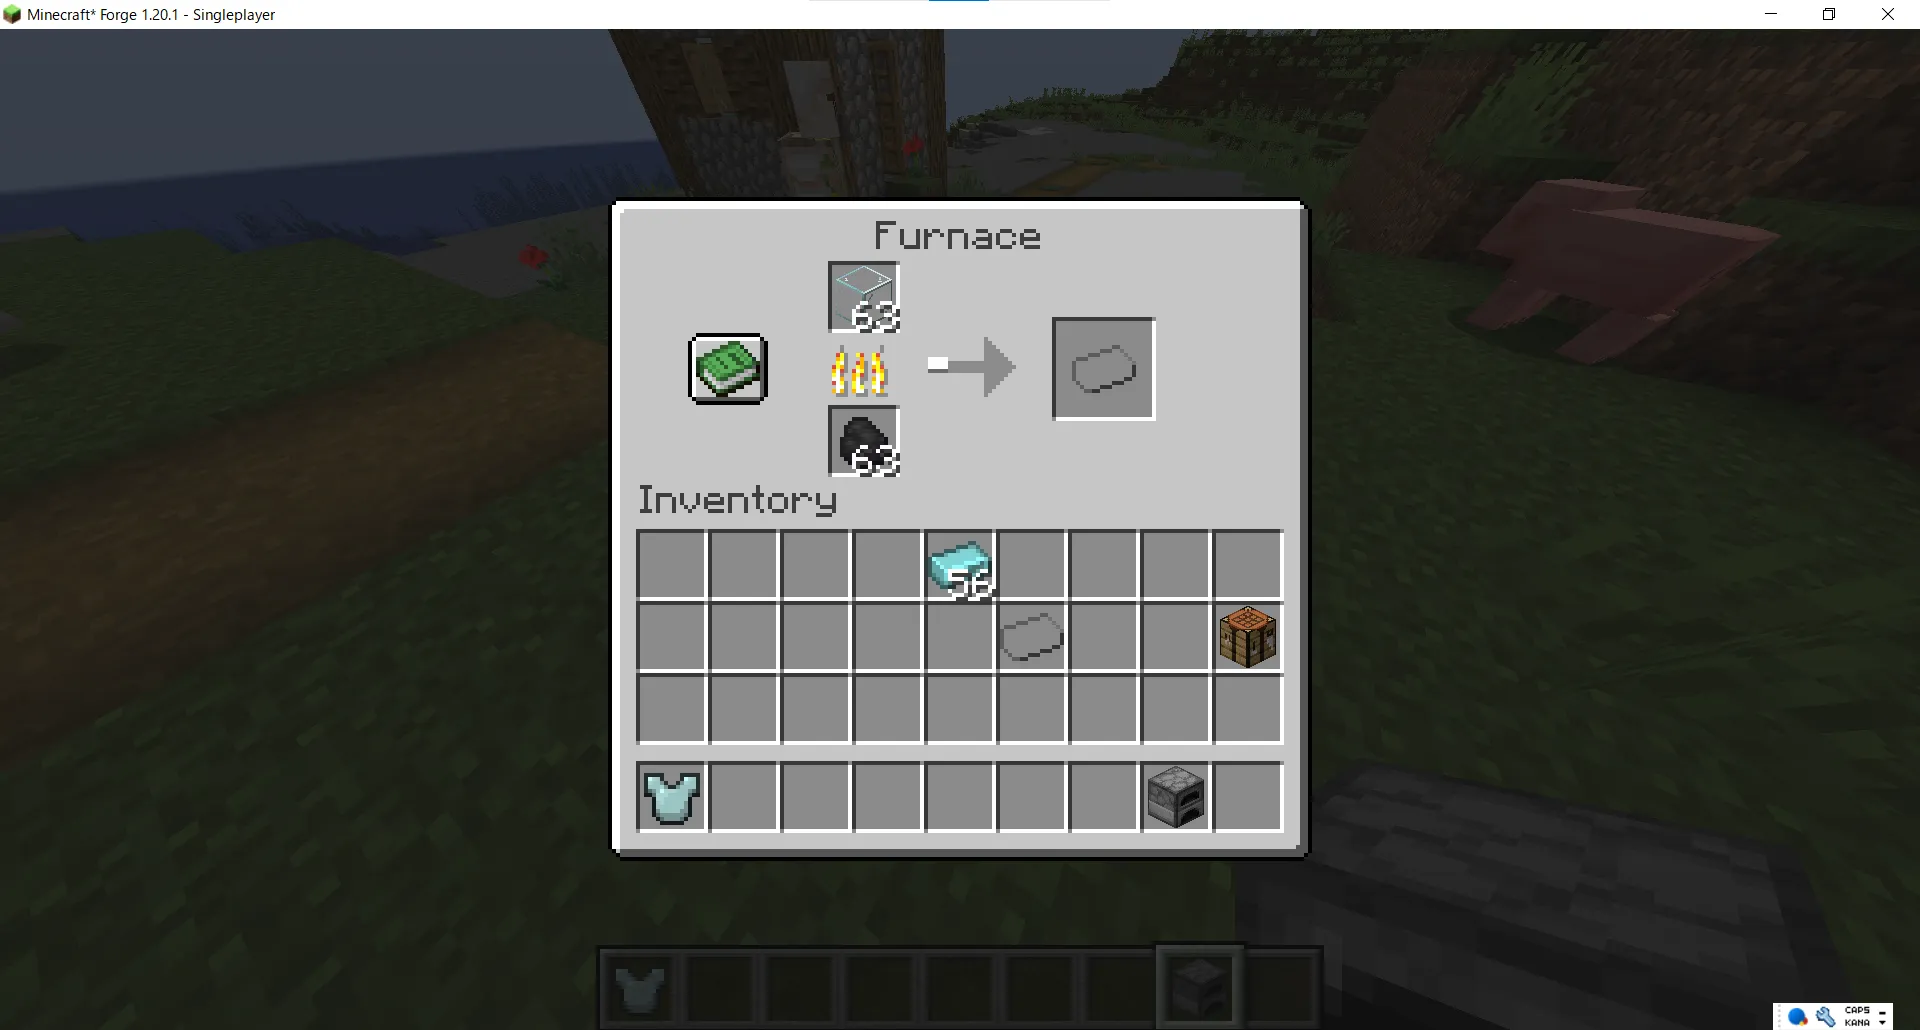 Minecraft* Forge 1.20.1 - Singleplayer
Furnace
63
63
Inventory
56
CAPS
KANA